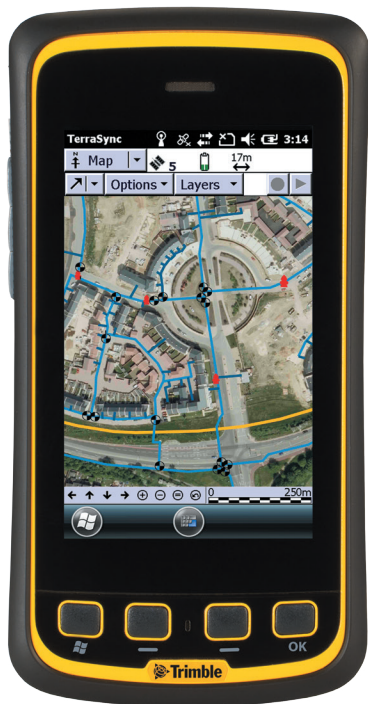 TerraSync 3:14
N
Map 5 17m
Options Layers
0 250m
OK
Trimble